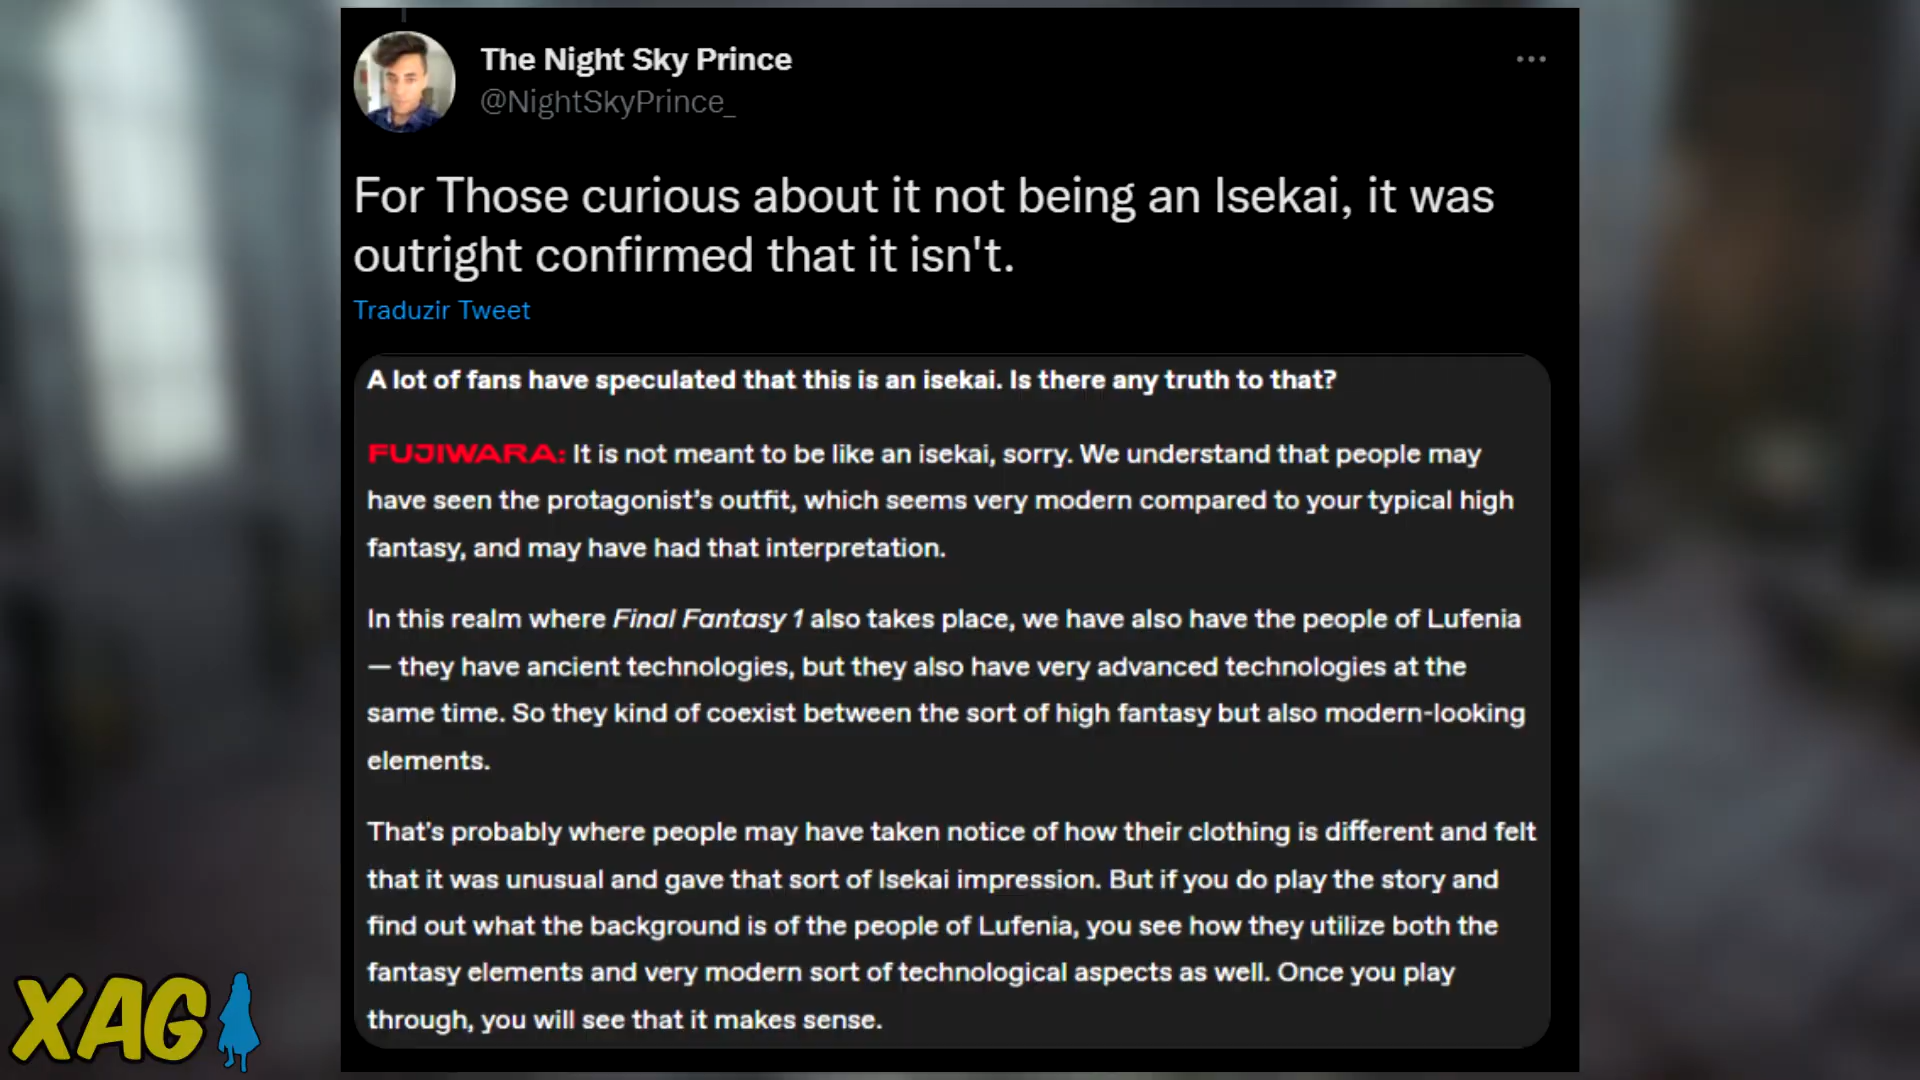 The Night Sky Prince
@NightSkyPrince_
For Those curious about it not being an Isekai, it was
outright confirmed that it isn't.
Traduzir Tweet
A lot of fans have speculated that this is an isekai. Is there any truth to that?
FUJIWARA: It is not meant to be like an isekai, sorry. We understand that people may
have seen the protagonist's outfit, which seems very modern compared to your typical high
fantasy, and may have had that interpretation.
In this realm where Final Fantasy 1 also takes place, we have also have the people of Lufenia
— they have ancient technologies, but they also have very advanced technologies at the
same time. So they kind of coexist between the sort of high fantasy but also modern-looking
elements.
That's probably where people may have taken notice of how their clothing is different and felt
that it was unusual and gave that sort of Isekai impression. But if you do play the story and
find out what the background is of the people of Lufenia, you see how they utilize both the
fantasy elements and very modern sort of technological aspects as well. Once you play
through, you will see that it makes sense.
XAG